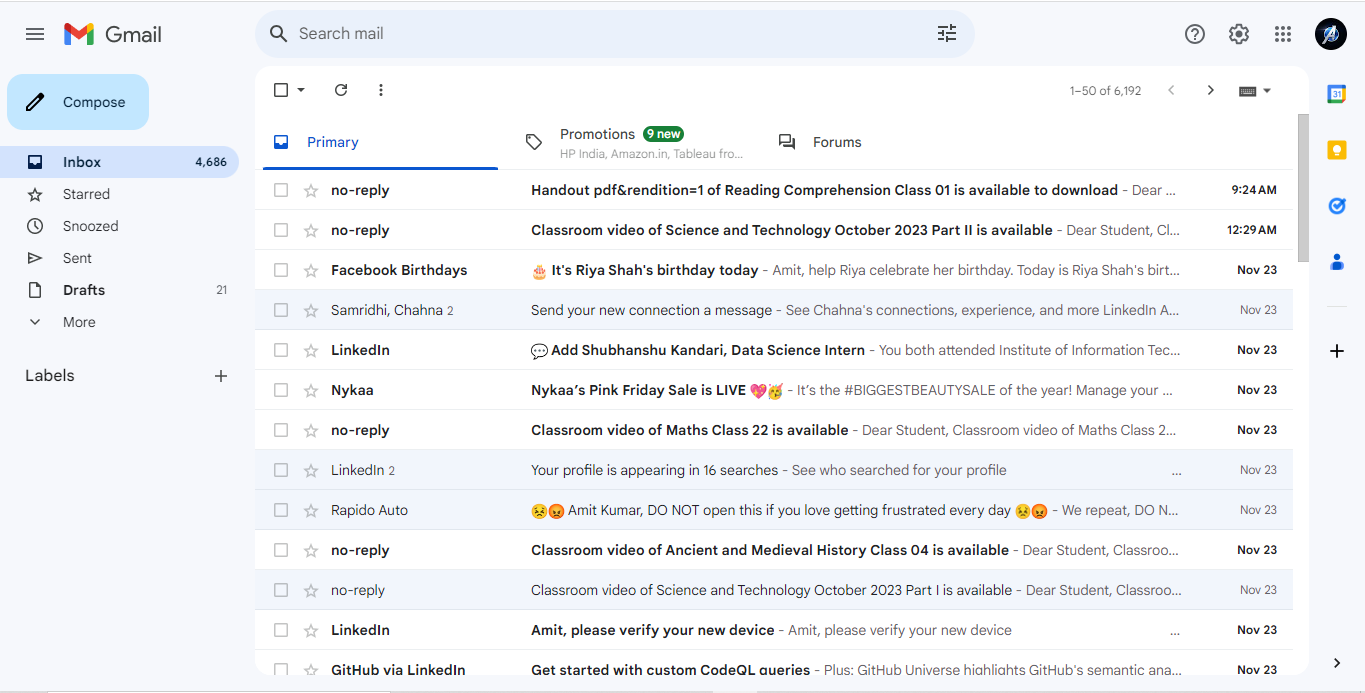 Gmail
Search mail
Compose
1–50 of 6,192
Inbox 4,686
Starred
Snoozed
Sent
Drafts 21
More
Labels
31
Primary
Promotions 9 new
HP India, Amazon.in, Tableau fro...
Forums
no-reply Handout pdf&rendition=1 of Reading Comprehension Class 01 is available to download - Dear ... 9:24 AM
no-reply Classroom video of Science and Technology October 2023 Part II is available - Dear Student, Cl... 12:29 AM
Facebook Birthdays 🎂 It's Riya Shah's birthday today - Amit, help Riya celebrate her birthday. Today is Riya Shah's birt... Nov 23
Samridhi, Chahna 2 Send your new connection a message - See Chahna's connections, experience, and more LinkedIn A... Nov 23
LinkedIn 💬 Add Shubhanshu Kandari, Data Science Intern - You both attended Institute of Information Tec... Nov 23
Nykaa Nykaa’s Pink Friday Sale is LIVE 💖🥳 - It’s the #BIGGESTBEAUTYSALE of the year! Manage your ... Nov 23
no-reply Classroom video of Maths Class 22 is available - Dear Student, Classroom video of Maths Class 2... Nov 23
LinkedIn 2 Your profile is appearing in 16 searches - See who searched for your profile ... Nov 23
Rapido Auto 😣😡 Amit Kumar, DO NOT open this if you love getting frustrated every day 😣😡 - We repeat, DO N... Nov 23
no-reply Classroom video of Ancient and Medieval History Class 04 is available - Dear Student, Classroo... Nov 23
no-reply Classroom video of Science and Technology October 2023 Part I is available - Dear Student, Classroo... Nov 23
LinkedIn Amit, please verify your new device - Amit, please verify your new device ... Nov 23
GitHub via LinkedIn Get started with custom CodeQL queries - Plus: GitHub Universe highlights GitHub's semantic ana... Nov 23